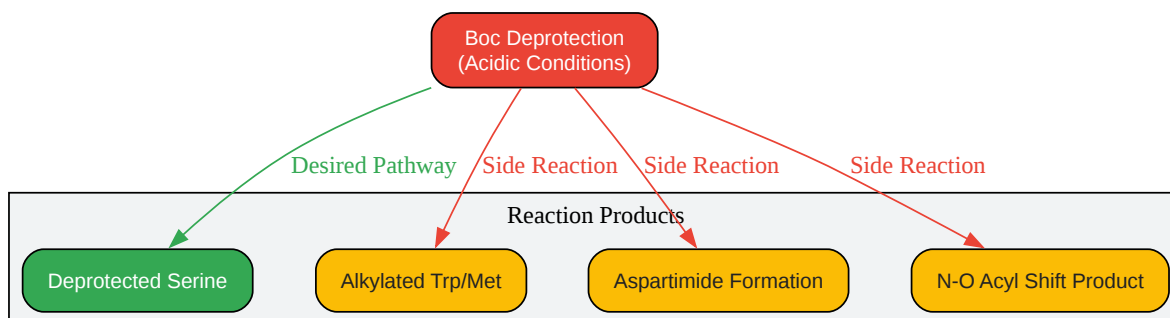 Boc Deprotection
(Acidic Conditions)
Desired Pathway
Side Reaction
Side Reaction
Side Reaction
Reaction Products
Deprotected Serine
Alkylated Trp/Met
Aspartimide Formation
N-O Acyl Shift Product